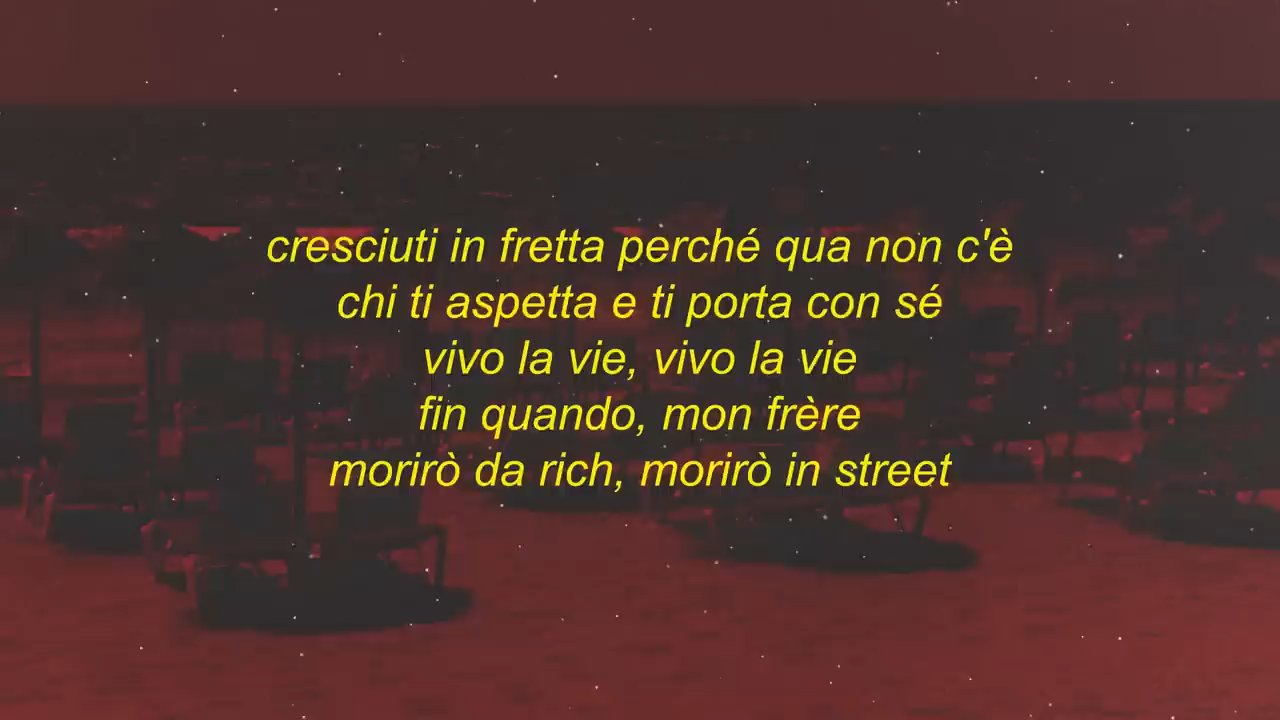 cresciuti in fretta perché qua non c'è
chi ti aspetta e ti porta con sé
vivo la vie, vivo la vie
fin quando, mon frère
morirò da rich, morirò in street